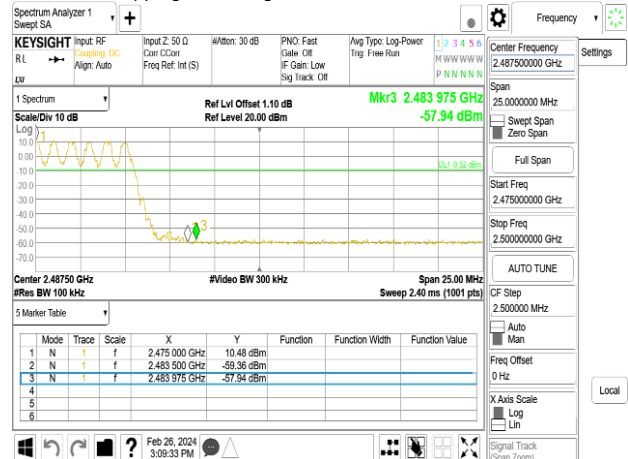 Spectrum Analyzer 1
Swept SA
Frequency
KEYSIGHT
RL
Input: RF
Coupling: DC
Align: Auto
Input Z: 50 Ω
Corr CCorr
Freq Ref: Int (S)
#Atten: 30 dB
PNO: Fast
Gate: Off
IF Gain: Low
Sig Track: Off
Avg Type: Log-Power
Trig: Free Run
1 2 3 4 5 6
M W W W W W
P N N N N N
Center Frequency
2.487500000 GHz
Settings
Span
25.0000000 MHz
Swept Span
Zero Span
Full Span
Start Freq
2.475000000 GHz
Stop Freq
2.500000000 GHz
AUTO TUNE
CF Step
2.500000 MHz
Auto
Man
Freq Offset
0 Hz
X Axis Scale
Log
Lin
Local
Signal Track
(Span Zoom)
1 Spectrum
Scale/Div 10 dB
Ref Lvl Offset 1.10 dB
Ref Level 20.00 dBm
Mkr3 2.483 975 GHz
-57.94 dBm
Log
10.0
0.00
-10.0
-20.0
-30.0
-40.0
-50.0
-60.0
-70.0
1
3
DL1 -9.52 dBm
Center 2.48750 GHz
#Res BW 100 kHz
#Video BW 300 kHz
Span 25.00 MHz
Sweep 2.40 ms (1001 pts)
5 Marker Table
Mode Trace Scale X Y Function Function Width Function Value
1 N 1 f 2.475 000 GHz 10.48 dBm
2 N 1 f 2.483 500 GHz -59.36 dBm
3 N 1 f 2.483 975 GHz -57.94 dBm
4
5
6
Feb 26, 2024
3:09:33 PM